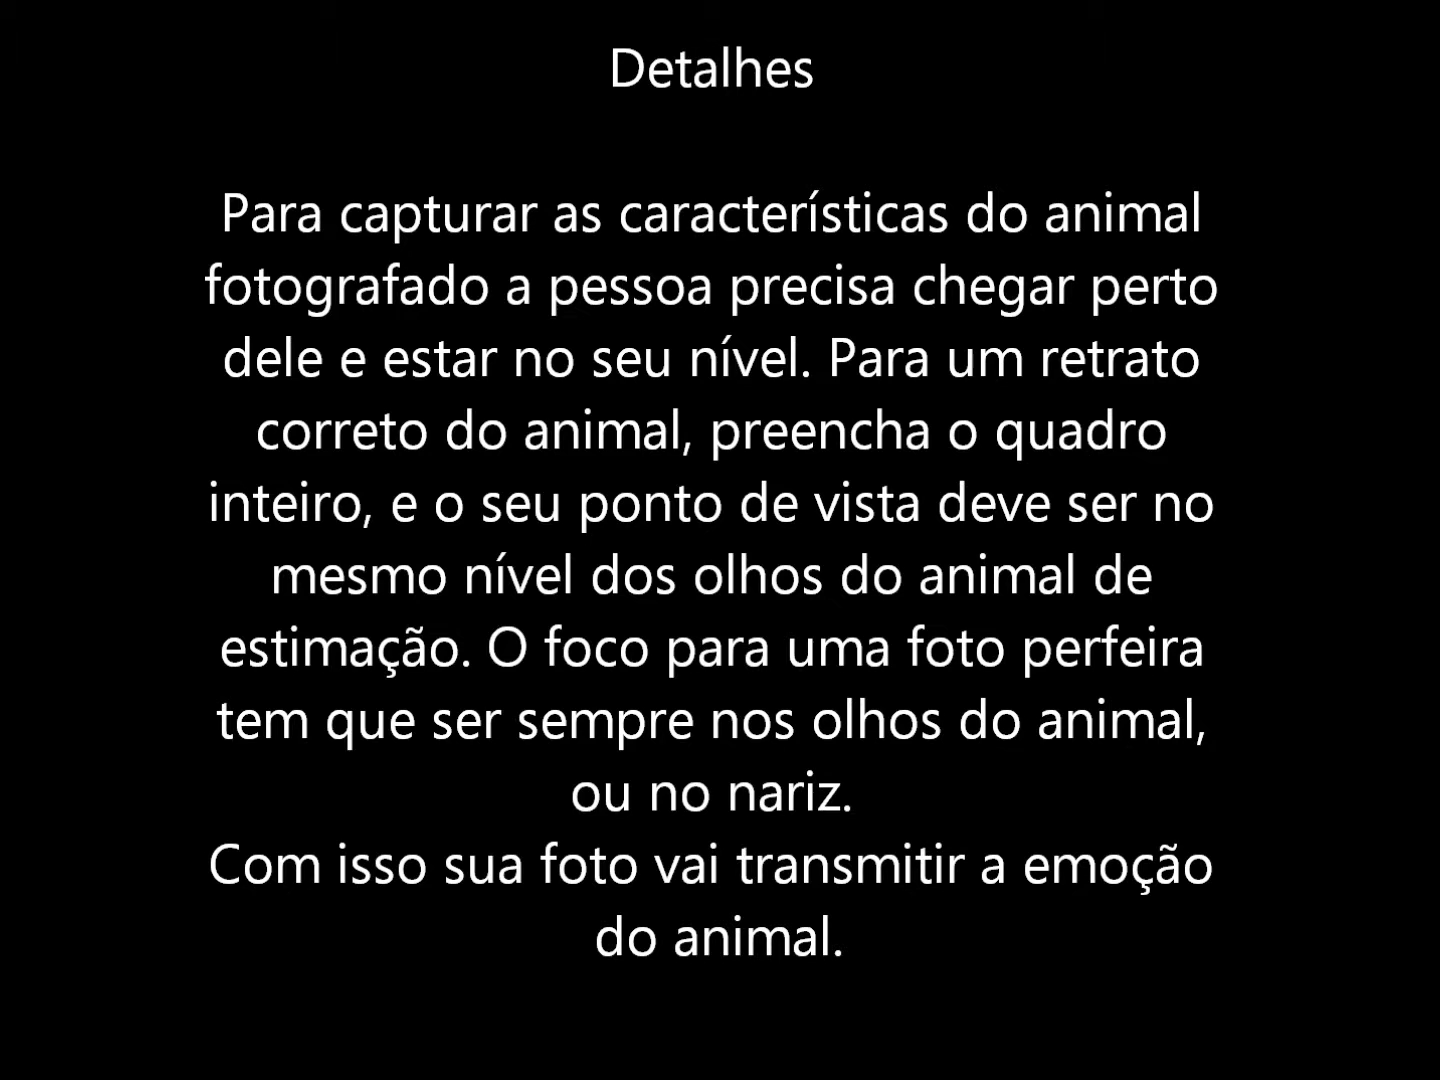 Detalhes
Para capturar as características do animal
fotografado a pessoa precisa chegar perto
dele e estar no seu nível. Para um retrato
correto do animal, preencha o quadro
inteiro, e o seu ponto de vista deve ser no
mesmo nível dos olhos do animal de
estimação. O foco para uma foto perfeira
tem que ser sempre nos olhos do animal,
ou no nariz.
Com isso sua foto vai transmitir a emoção
do animal.